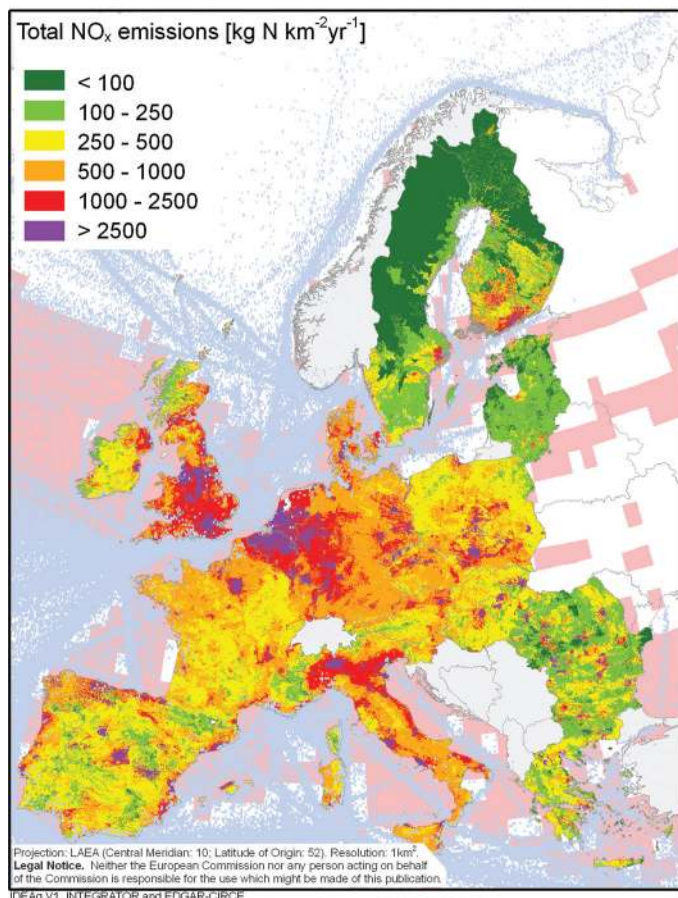 Total NOₓ emissions [kg N km⁻²yr⁻¹]
< 100
100 - 250
250 - 500
500 - 1000
1000 - 2500
> 2500
Projection: LAEA (Central Meridian: 10; Latitude of Origin: 52). Resolution: 1km².
Legal Notice. Neither the European Commission nor any person acting on behalf
of the Commission is responsible for the use which might be made of this publication.
IDEAg V1, INTEGRATOR and EDGAR-CIRCE